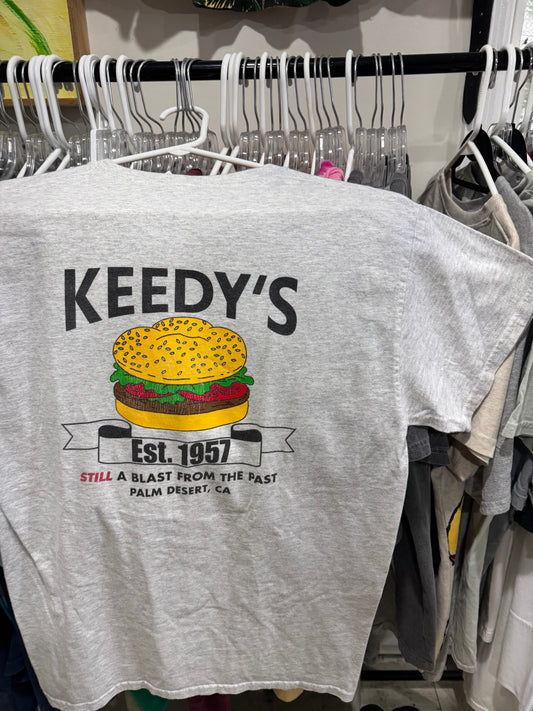 KEEDY'S
Est. 1957
STILL A BLAST FROM THE PAST
PALM DESERT, CA